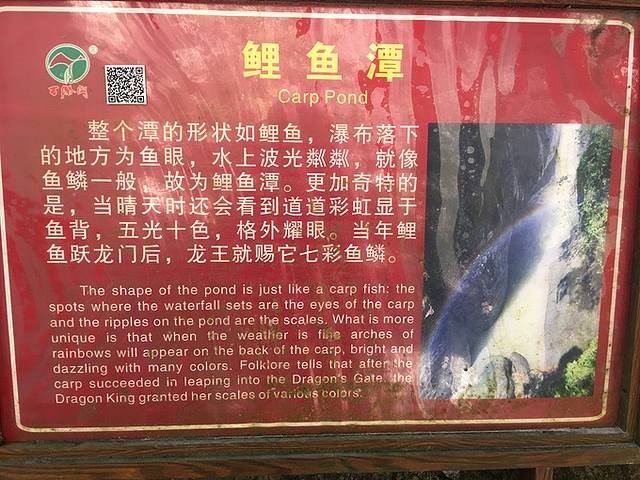 鲤鱼潭
Carp Pond
整个潭的形状如鲤鱼，瀑布落下
的地方为鱼眼，水上波光粼粼，就像
鱼鳞一般，故为鲤鱼潭。更加奇特的
是，当晴天时还会看到道道彩虹显于
鱼背，五光十色，格外耀眼。当年鲤
鱼跃龙门后，龙王就赐它七彩鱼鳞。
The shape of the pond is just like a carp fish: the
spots where the waterfall sets are the eyes of the carp
and the ripples on the pond are the scales. What is more
unique is that when the weather is fine arches of
rainbows will appear on the back of the carp, bright and
dazzling with many colors. Folklore tells that after the
carp succeeded in leaping into the Dragon's Gate, the
Dragon King granted her scales of various colors.